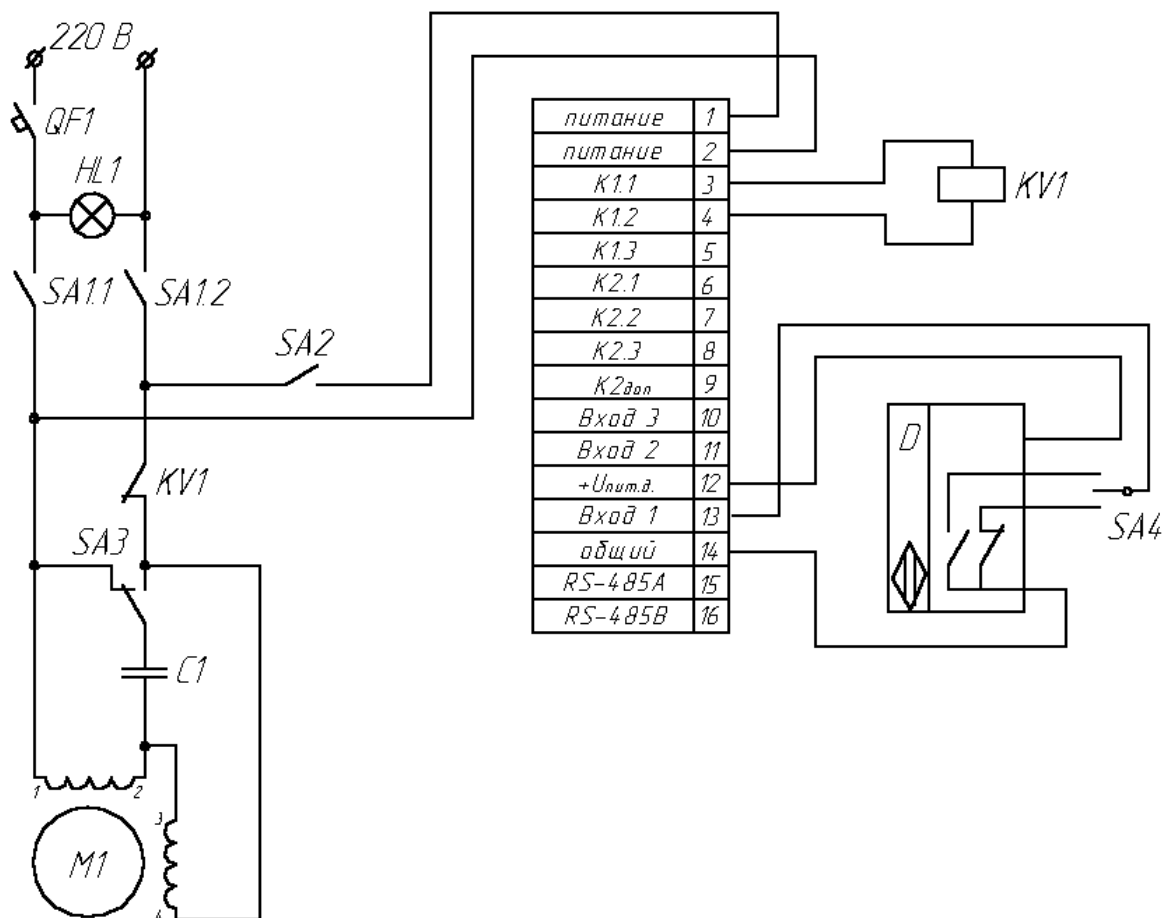 220 В
QF1
HL1
SA1.1
SA1.2
SA2
KV1
SA3
C1
1
2
3
4
M1
питание 1
питание 2
К1.1 3
К1.2 4
К1.3 5
К2.1 6
К2.2 7
К2.3 8
К2доп 9
Вход 3 10
Вход 2 11
+Uпит.д. 12
Вход 1 13
общий 14
RS-485A 15
RS-485B 16
KV1
D
SA4